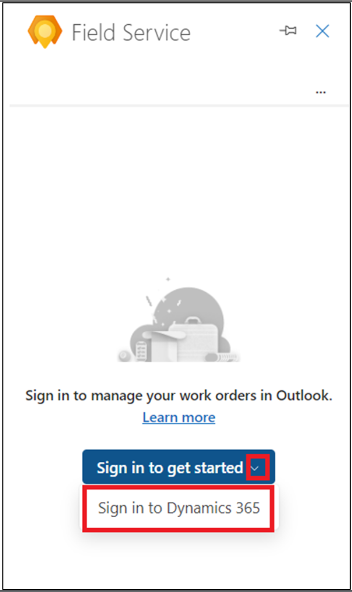 Field Service
...
Sign in to manage your work orders in Outlook.
Learn more
Sign in to get started
Sign in to Dynamics 365